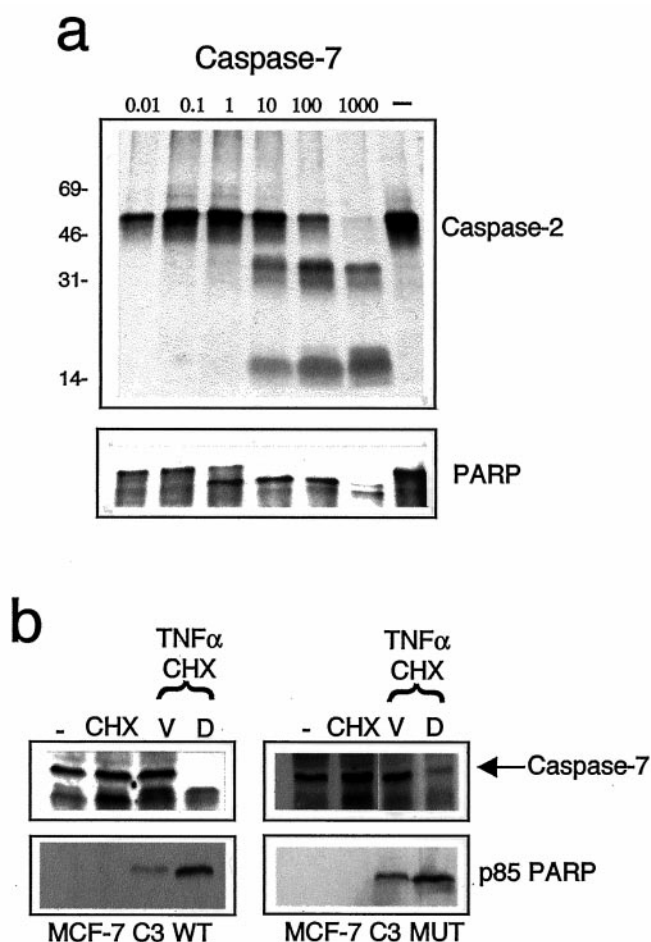 a
Caspase-7
0.01 0.1 1 10 100 1000 –
69-
46-
Caspase-2
31-
14-
PARP
b
TNFα TNFα
CHX CHX
- CHX V D - CHX V D
Caspase-7
p85 PARP
MCF-7 C3 WT MCF-7 C3 MUT